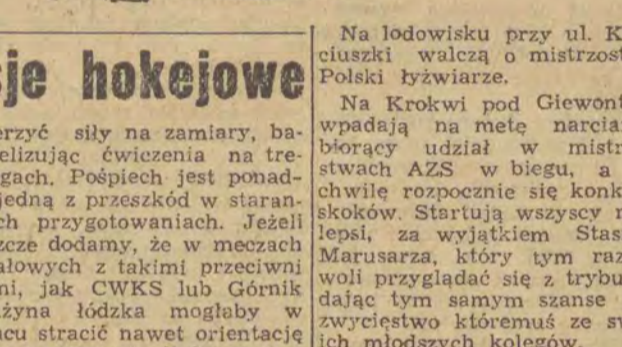 je hokejowe
erzyć siły na zamiary, ba-
elizując ćwiczenia na tre-
gach. Pośpiech jest ponad-
jedną z przeszkód w staran-
ch przygotowaniach. Jeżeli
zcze dodamy, że w meczach
ałowych z takimi przeciwni
ni, jak CWKS lub Górnik
żyna łódzka mogłaby w
acu stracić nawet orientację
Na lodowisku przy ul. K
ciuszki walczą o mistrzost
Polski łyżwiarze.
Na Krokwi pod Giewont
wpadają na metę narcia
biorący udział w mistr
stwach AZS w biegu, a
chwilę rozpocznie się konk
skoków. Startują wszyscy n
lepsi, za wyjątkiem Stas
Marusarza, który tym raz
woli przyglądać się z trybu
dając tym samym szanse
zwycięstwo któremuś ze sw
ich młodszych kolegów.